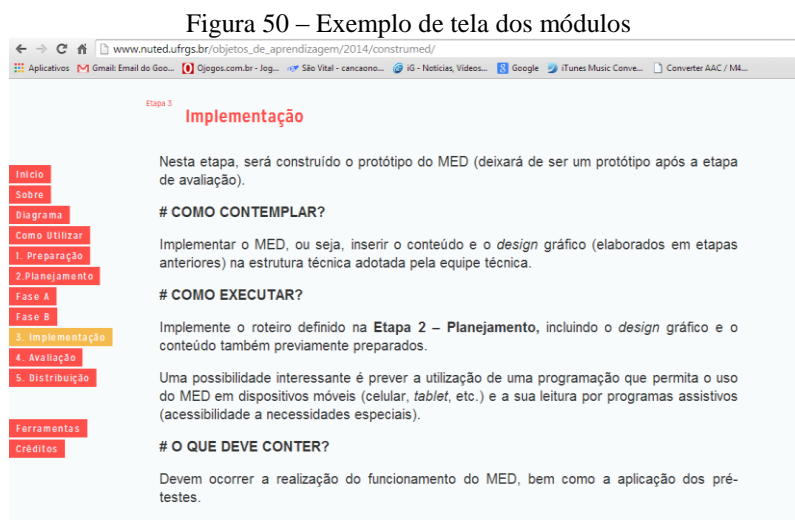 Figura 50 – Exemplo de tela dos módulos
www.nuted.ufrgs.br/objetos_de_aprendizagem/2014/construmed/
Aplicativos Gmail: Email do Goo... Ojogos.com.br - Jog... São Vital - cancaono... iG - Notícias, Vídeos... Google iTunes Music Conve... Converter AAC / M4...
Etapa 3
Implementação
Nesta etapa, será construído o protótipo do MED (deixará de ser um protótipo após a etapa
de avaliação).
# COMO CONTEMPLAR?
Implementar o MED, ou seja, inserir o conteúdo e o design gráfico (elaborados em etapas
anteriores) na estrutura técnica adotada pela equipe técnica.
# COMO EXECUTAR?
Implemente o roteiro definido na Etapa 2 – Planejamento, incluindo o design gráfico e o
conteúdo também previamente preparados.
Uma possibilidade interessante é prever a utilização de uma programação que permita o uso
do MED em dispositivos móveis (celular, tablet, etc.) e a sua leitura por programas assistivos
(acessibilidade a necessidades especiais).
# O QUE DEVE CONTER?
Devem ocorrer a realização do funcionamento do MED, bem como a aplicação dos pré-
testes.
Início
Sobre
Diagrama
Como Utilizar
1. Preparação
2.Planejamento
Fase A
Fase B
3. Implementação
4. Avaliação
5. Distribuição
Ferramentas
Créditos